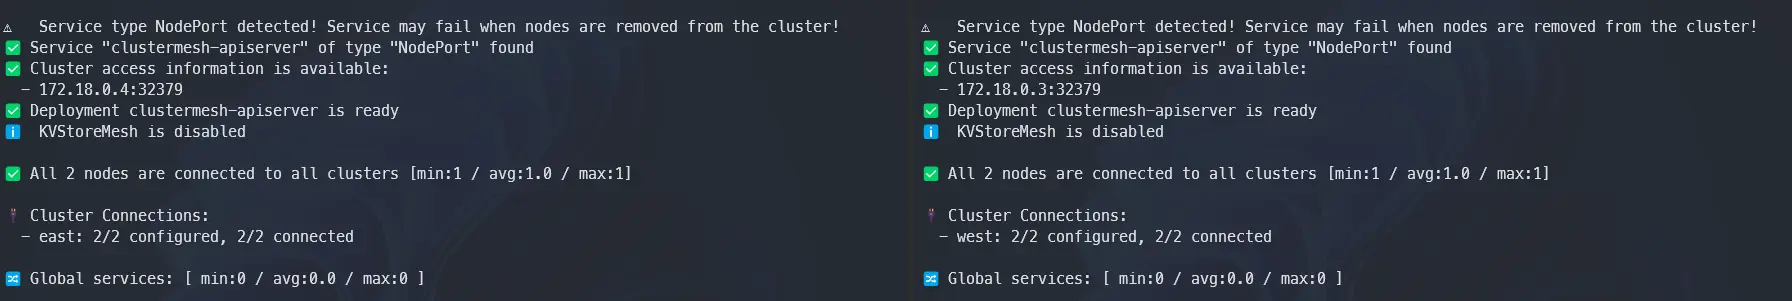 ⚠️ Service type NodePort detected! Service may fail when nodes are removed from the cluster!
✅ Service "clustermesh-apiserver" of type "NodePort" found
✅ Cluster access information is available:
- 172.18.0.4:32379
✅ Deployment clustermesh-apiserver is ready
ℹ️ KVStoreMesh is disabled
✅ All 2 nodes are connected to all clusters [min:1 / avg:1.0 / max:1]
🔌 Cluster Connections:
- east: 2/2 configured, 2/2 connected
🔀 Global services: [ min:0 / avg:0.0 / max:0 ]
⚠️ Service type NodePort detected! Service may fail when nodes are removed from the cluster!
✅ Service "clustermesh-apiserver" of type "NodePort" found
✅ Cluster access information is available:
- 172.18.0.3:32379
✅ Deployment clustermesh-apiserver is ready
ℹ️ KVStoreMesh is disabled
✅ All 2 nodes are connected to all clusters [min:1 / avg:1.0 / max:1]
🔌 Cluster Connections:
- west: 2/2 configured, 2/2 connected
🔀 Global services: [ min:0 / avg:0.0 / max:0 ]